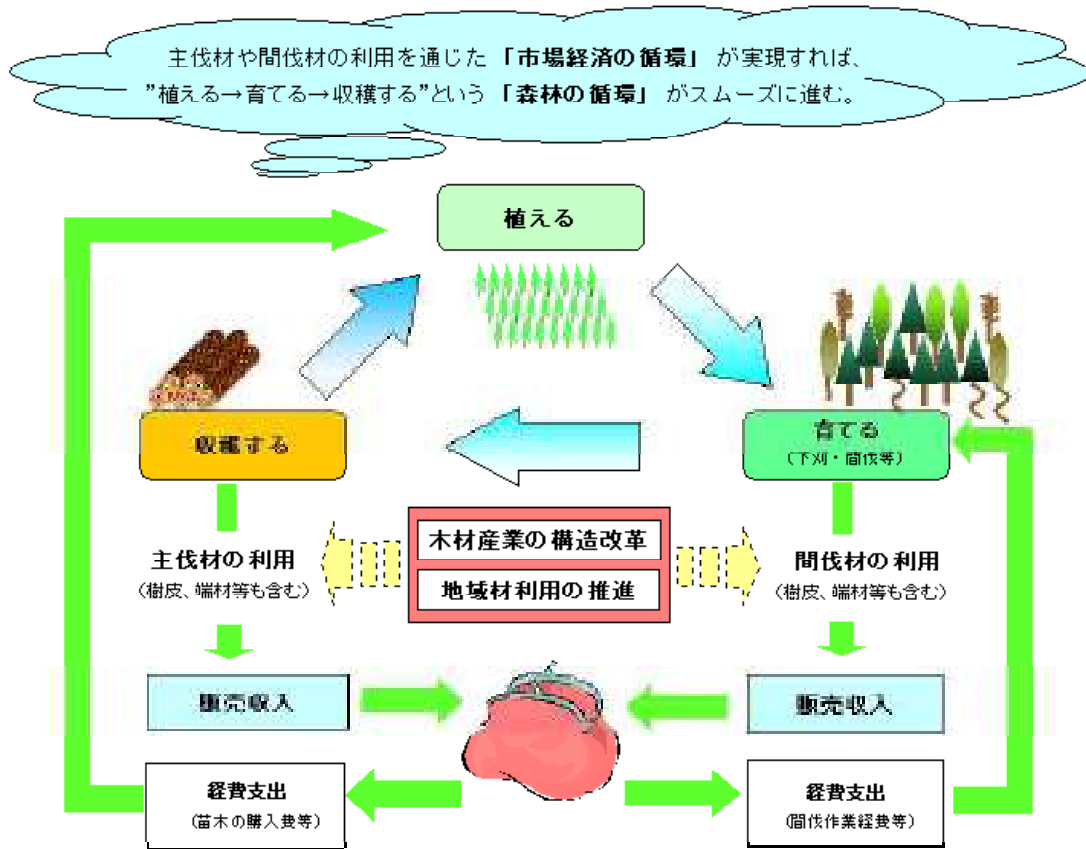 主伐材や間伐材の利用を通じた「市場経済の循環」が実現すれば、
”植える→育てる→収穫する”という「森林の循環」がスムーズに進む。
植える
収穫する
育てる
（下刈・間伐等）
木材産業の構造改革
地域材利用の推進
主伐材の利用
（樹皮、端材等も含む）
間伐材の利用
（樹皮、端材等も含む）
販売収入
販売収入
経費支出
（苗木の購入費等）
経費支出
（間伐作業経費等）